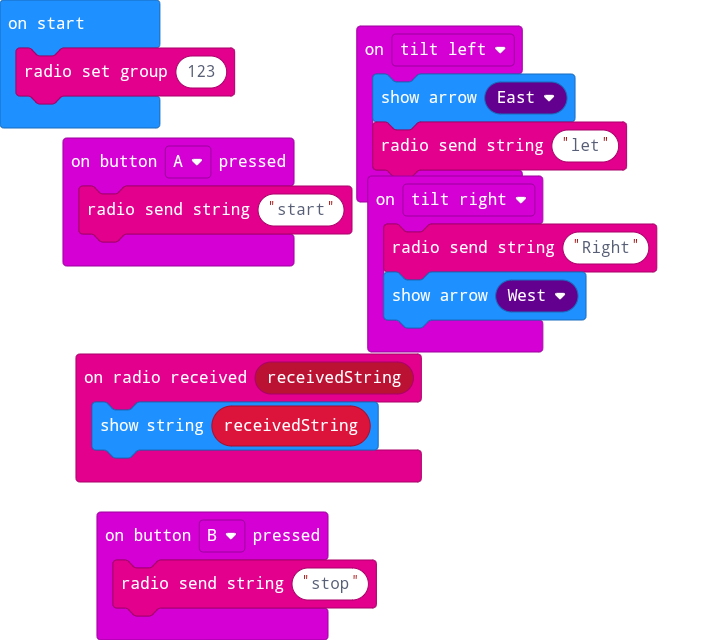 on start
radio set group 123
on button A pressed
radio send string "start"
on tilt left
show arrow East
radio send string "let"
on tilt right
radio send string "Right"
show arrow West
on radio received receivedString
show string receivedString
on button B pressed
radio send string "stop"